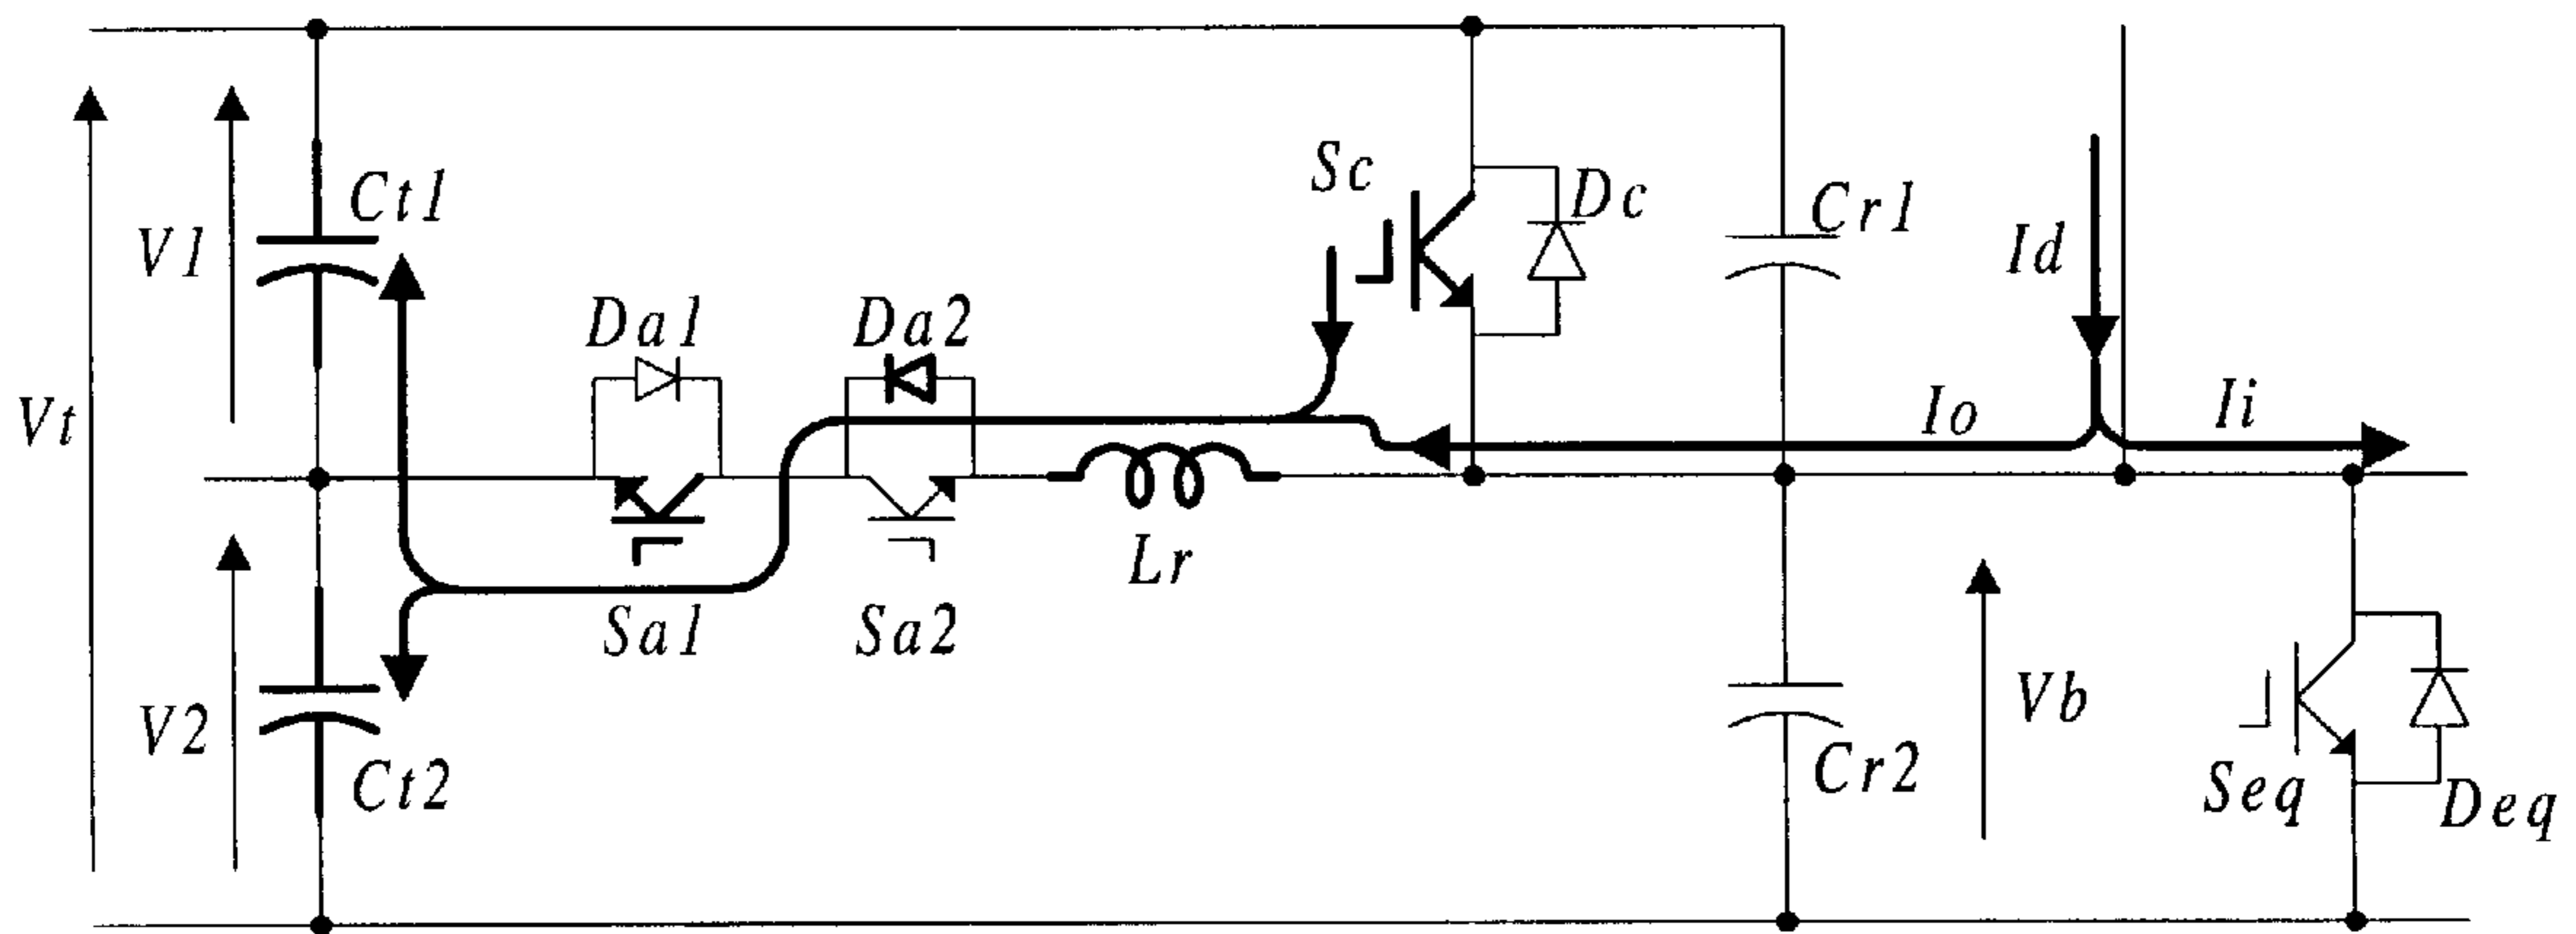 Sc
Dc
Ct1
Cr1
V1
Id
Da1
Da2
Vt
Io
Ii
Lr
Sa1
Sa2
V2
Vb
Ct2
Cr2
Seq
Deq